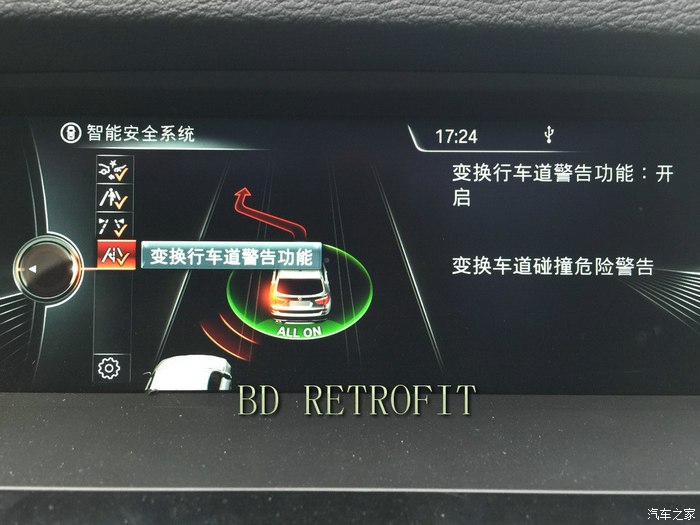 智能安全系统
17:24
变换行车道警告功能：开
启
变换行车道警告功能
变换车道碰撞危险警告
ALL ON
BD RETROFIT
汽车之家